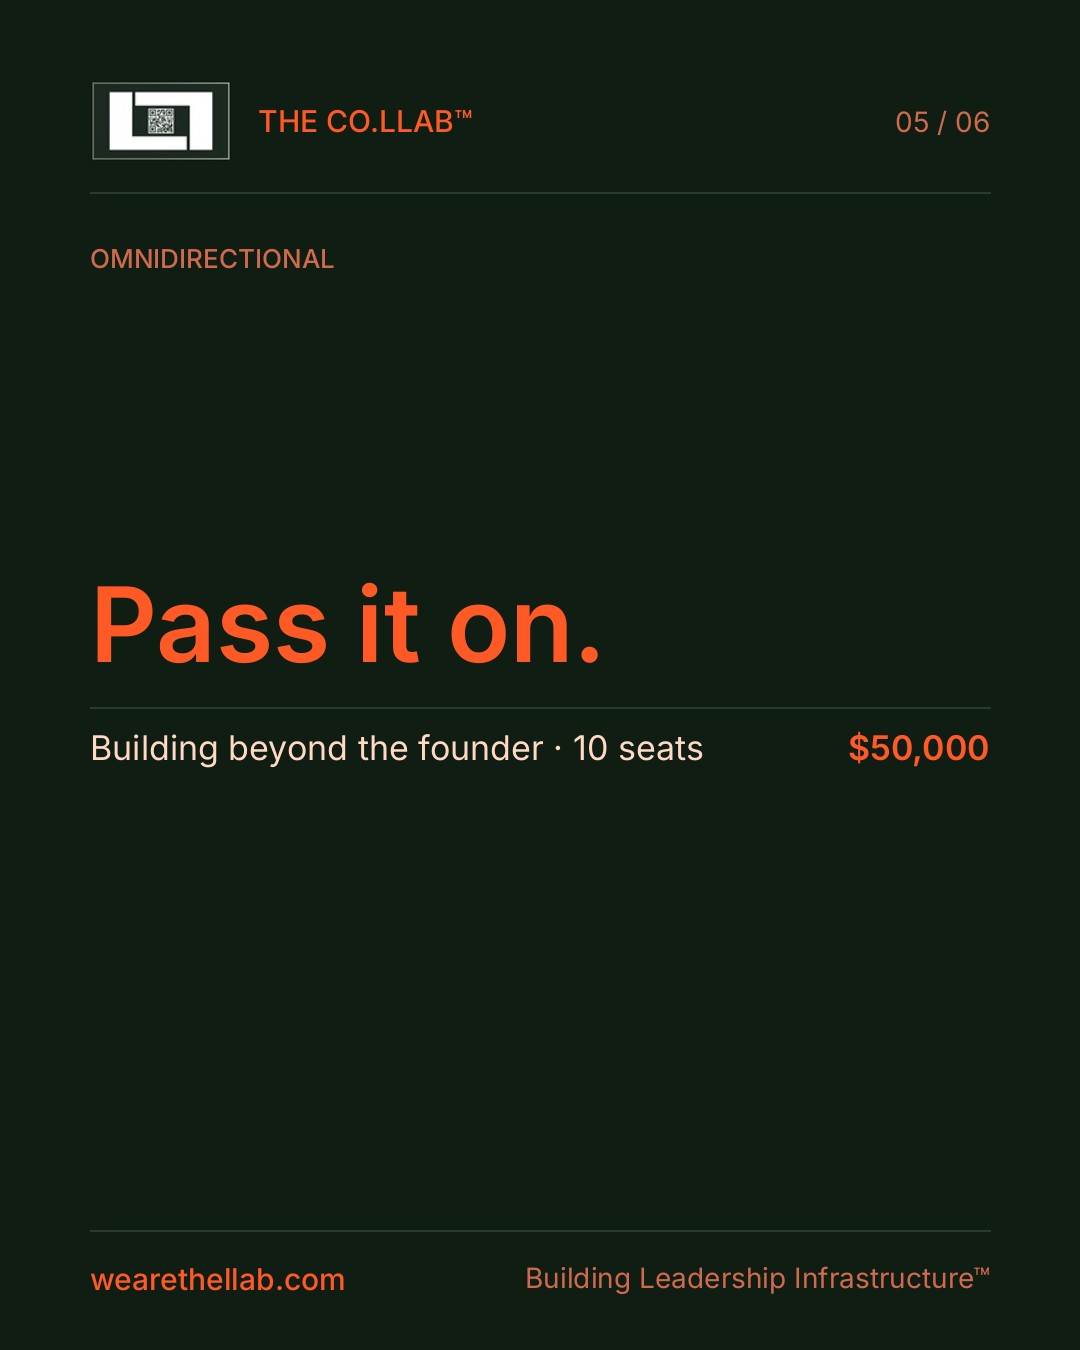 THE CO.LLAB™
05 / 06
OMNIDIRECTIONAL
Pass it on.
Building beyond the founder · 10 seats
$50,000
wearethellab.com
Building Leadership Infrastructure™